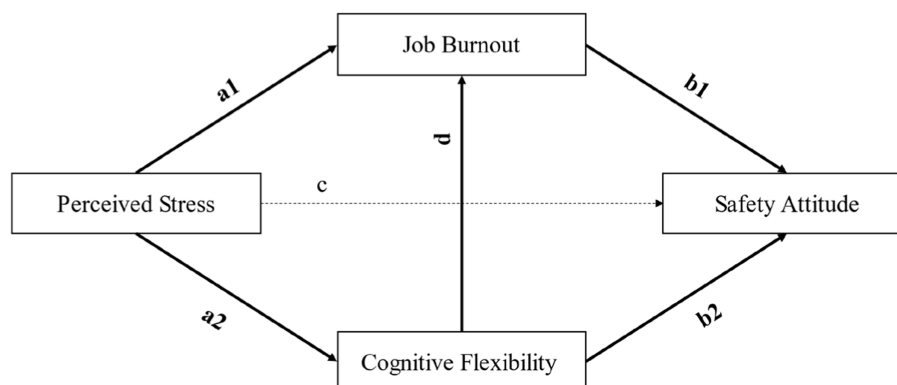 Job Burnout
a1
b1
d
c
Perceived Stress
Safety Attitude
a2
b2
Cognitive Flexibility